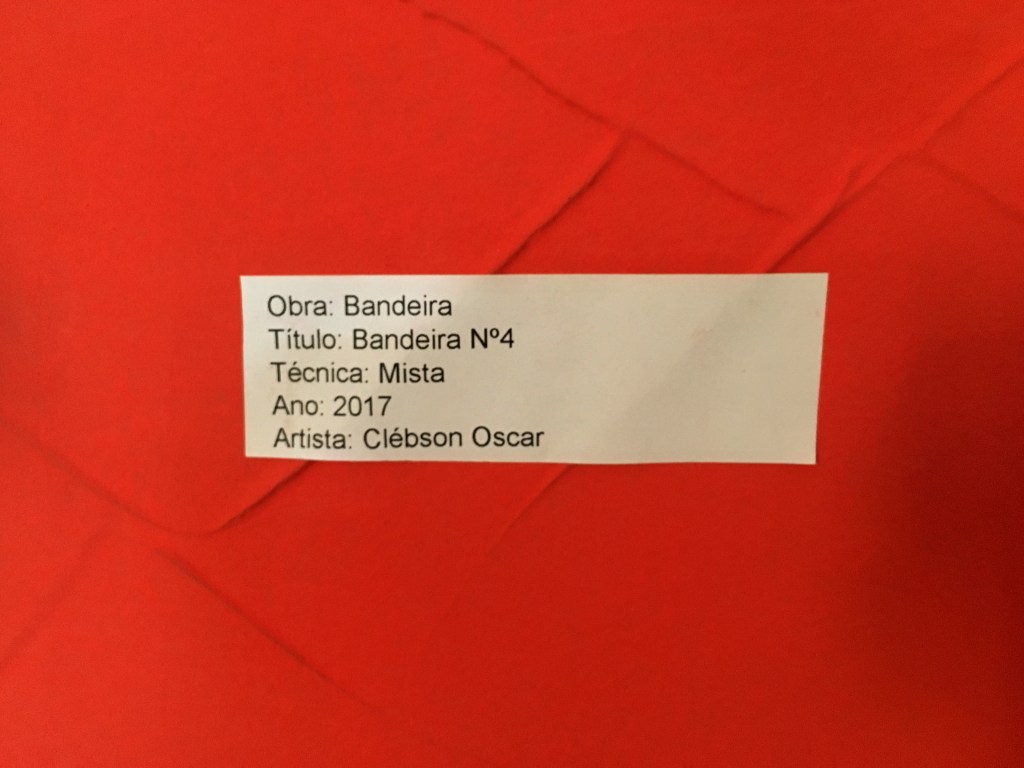 Obra: Bandeira
Título: Bandeira Nº4
Técnica: Mista
Ano: 2017
Artista: Clébson Oscar